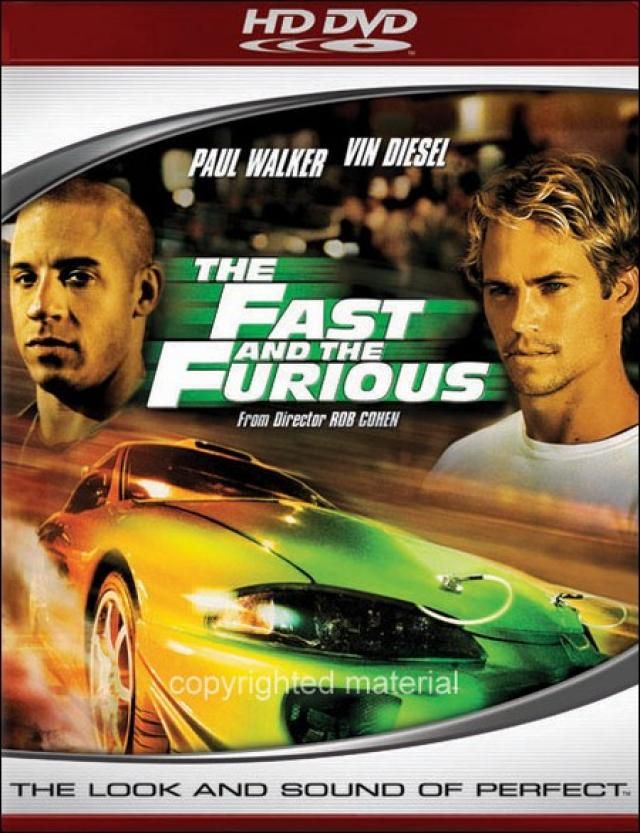 HD DVD
PAUL WALKER VIN DIESEL
THE
FAST
AND THE
FURIOUS
From Director ROB COHEN
copyrighted material
THE LOOK AND SOUND OF PERFECT™